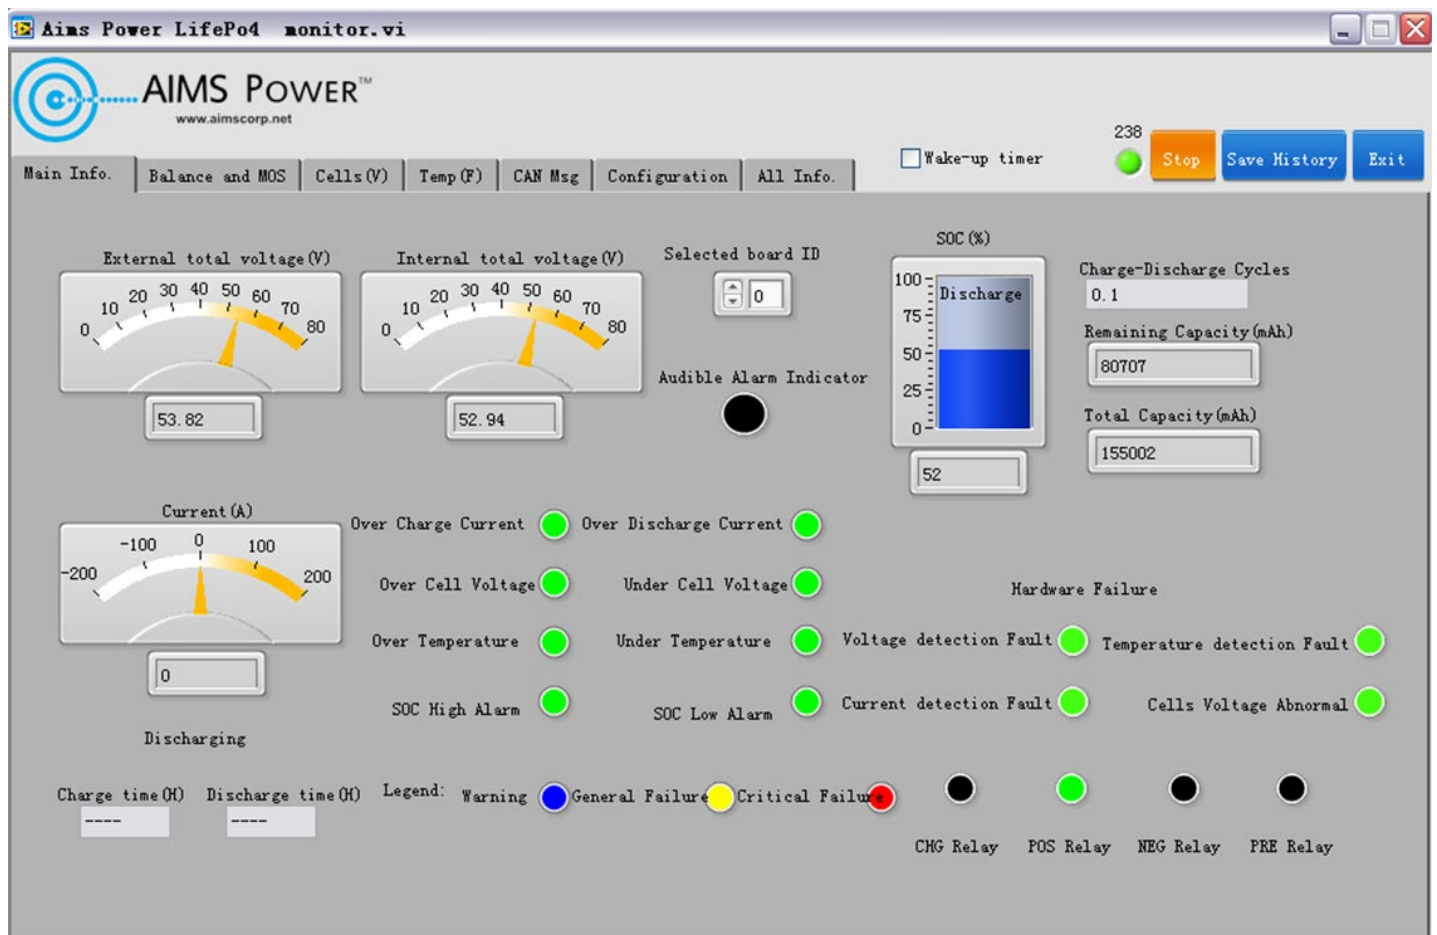 Aims Power LifePo4 monitor.vi
AIMS POWER™
www.aimscorp.net
238
Wake-up timer
Stop
Save History
Exit
Main Info.
Balance and MOS
Cells(V)
Temp(F)
CAN Msg
Configuration
All Info.
External total voltage(V)
0 10 20 30 40 50 60 70 80
53.82
Internal total voltage(V)
0 10 20 30 40 50 60 70 80
52.94
Selected board ID
0
Audible Alarm Indicator
SOC(%)
100
75
50
25
0
Discharge
52
Charge-Discharge Cycles
0.1
Remaining Capacity(mAh)
80707
Total Capacity(mAh)
155002
Current(A)
-200 -100 0 100 200
0
Discharging
Over Charge Current
Over Discharge Current
Over Cell Voltage
Under Cell Voltage
Over Temperature
Under Temperature
SOC High Alarm
SOC Low Alarm
Hardware Failure
Voltage detection Fault
Temperature detection Fault
Current detection Fault
Cells Voltage Abnormal
Charge time(H)
----
Discharge time(H)
----
Legend:
Warning
General Failure
Critical Failure
CHG Relay
POS Relay
NEG Relay
PRE Relay